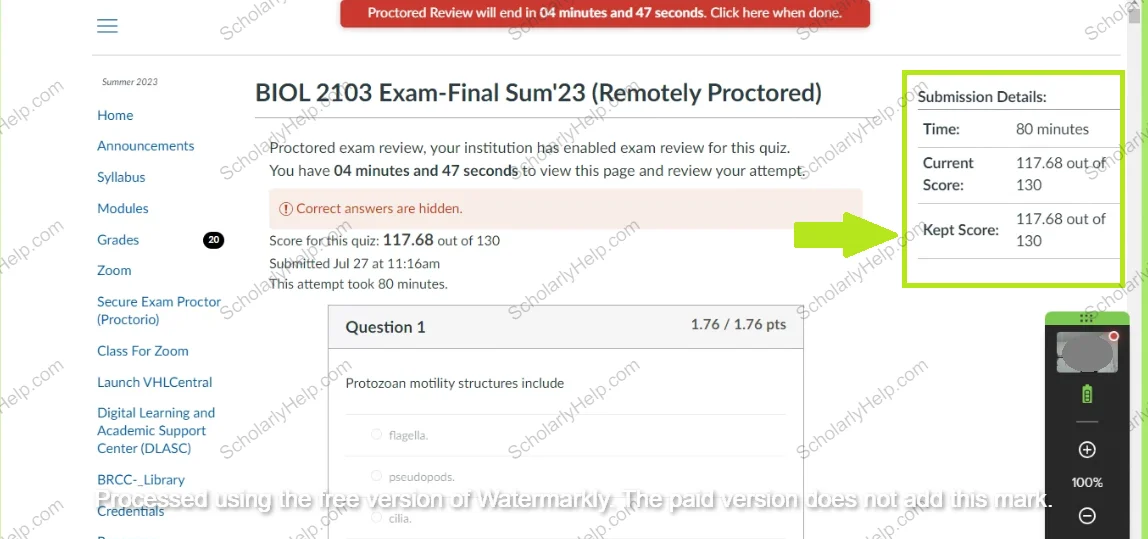 Proctored Review will end in 04 minutes and 47 seconds. Click here when done.
Summer 2023
Home
Announcements
Syllabus
Modules
Grades 20
Zoom
Secure Exam Proctor
(Proctorio)
Class For Zoom
Launch VHLCentral
Digital Learning and
Academic Support
Center (DLASC)
BRCC-_Library
Credentials
BIOL 2103 Exam-Final Sum'23 (Remotely Proctored)
Proctored exam review, your institution has enabled exam review for this quiz.
You have 04 minutes and 47 seconds to view this page and review your attempt.
Correct answers are hidden.
Score for this quiz: 117.68 out of 130
Submitted Jul 27 at 11:16am
This attempt took 80 minutes.
Question 1 1.76 / 1.76 pts
Protozoan motility structures include
flagella.
pseudopods.
cilia.
Submission Details:
Time: 80 minutes
Current 117.68 out of
Score: 130
Kept Score: 117.68 out of
130
100%
ScholarlyHelp.com
Processed using the free version of Watermarkly. The paid version does not add this mark.